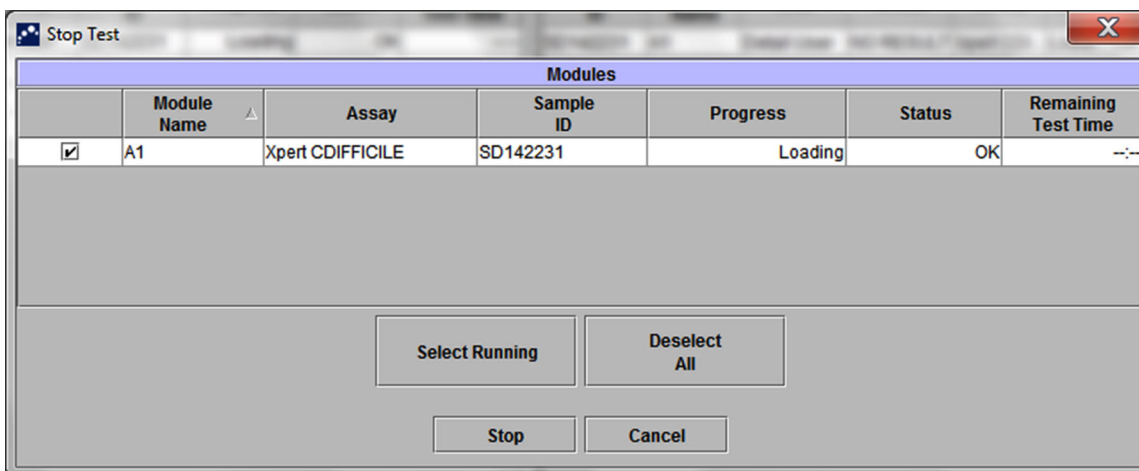 Stop Test
Modules
Module Name Assay Sample ID Progress Status Remaining Test Time
A1 Xpert CDIFFICILE SD142231 Loading OK --:--
Select Running
Deselect All
Stop Cancel